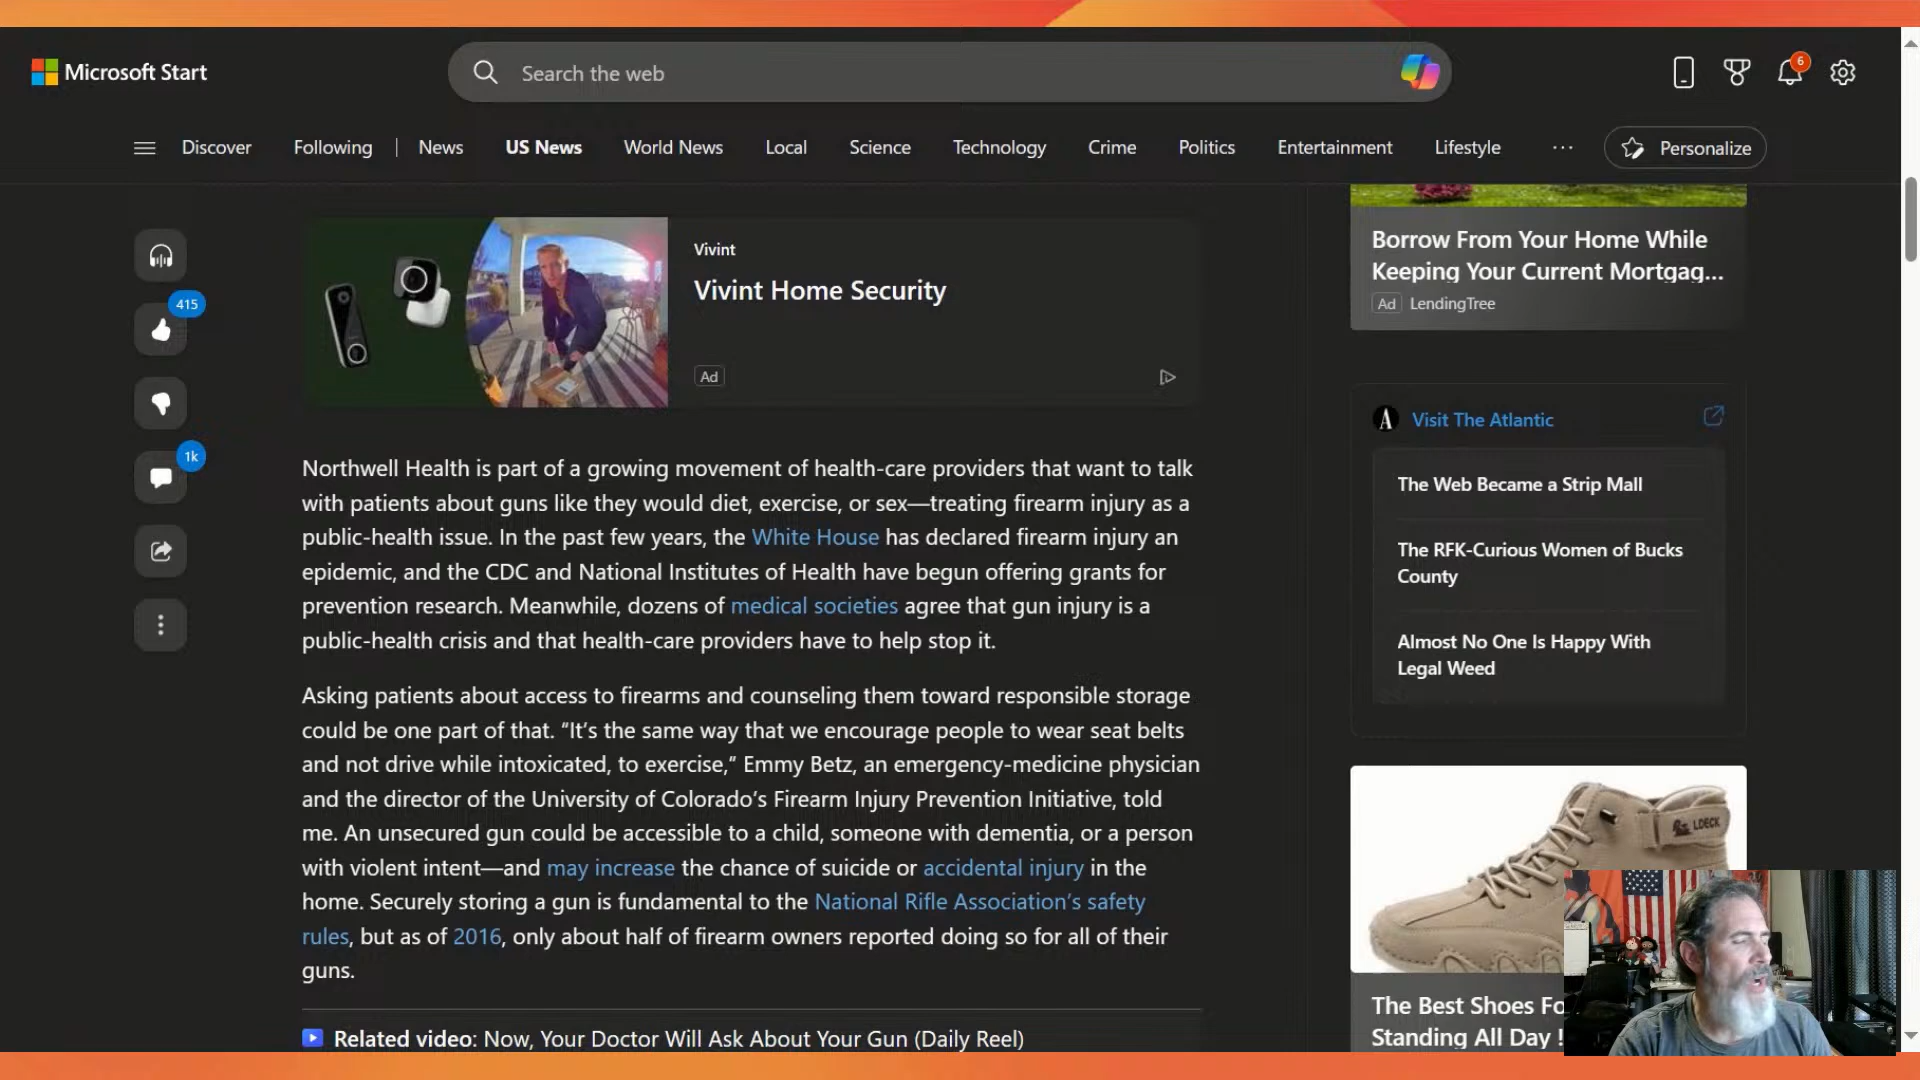 Microsoft Start
Search the web
6
Discover
Following
News
US News
World News
Local
Science
Technology
Crime
Politics
Entertainment
Lifestyle
...
Personalize
415
1k
Vivint
Vivint Home Security
Ad
Northwell Health is part of a growing movement of health-care providers that want to talk
with patients about guns like they would diet, exercise, or sex—treating firearm injury as a
public-health issue. In the past few years, the White House has declared firearm injury an
epidemic, and the CDC and National Institutes of Health have begun offering grants for
prevention research. Meanwhile, dozens of medical societies agree that gun injury is a
public-health crisis and that health-care providers have to help stop it.
Asking patients about access to firearms and counseling them toward responsible storage
could be one part of that. “It’s the same way that we encourage people to wear seat belts
and not drive while intoxicated, to exercise,“ Emmy Betz, an emergency-medicine physician
and the director of the University of Colorado’s Firearm Injury Prevention Initiative, told
me. An unsecured gun could be accessible to a child, someone with dementia, or a person
with violent intent—and may increase the chance of suicide or accidental injury in the
home. Securely storing a gun is fundamental to the National Rifle Association’s safety
rules, but as of 2016, only about half of firearm owners reported doing so for all of their
guns.
Related video: Now, Your Doctor Will Ask About Your Gun (Daily Reel)
Borrow From Your Home While
Keeping Your Current Mortgag...
Ad LendingTree
A Visit The Atlantic
The Web Became a Strip Mall
The RFK-Curious Women of Bucks
County
Almost No One Is Happy With
Legal Weed
LDECK
The Best Shoes Fo
Standing All Day !